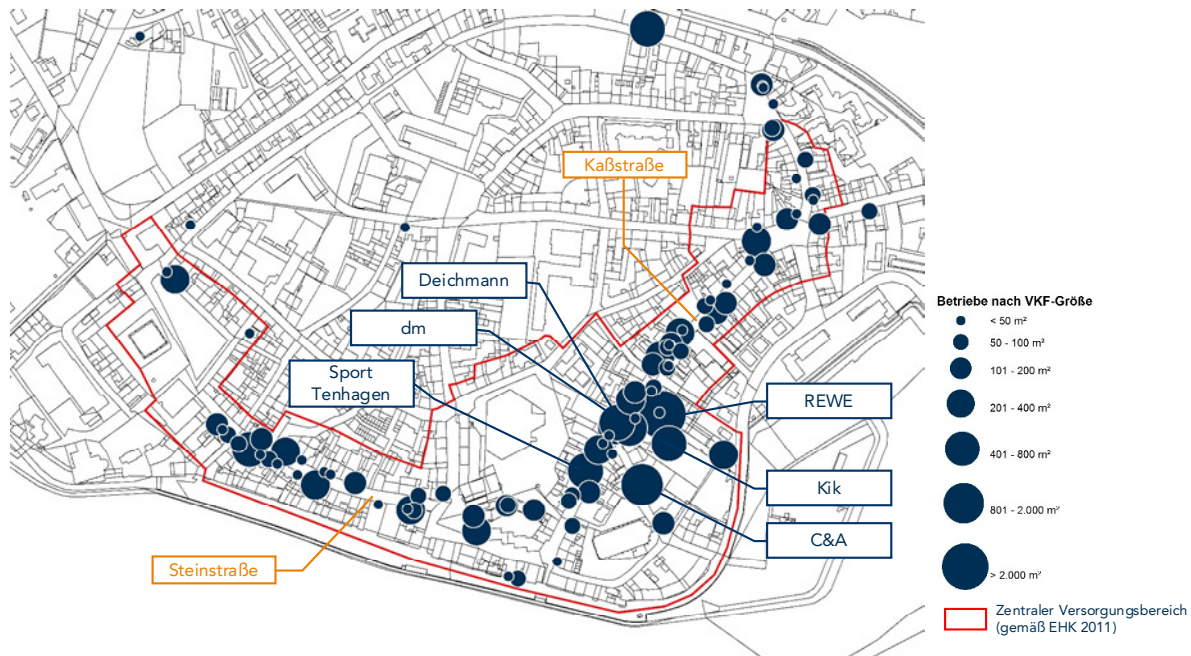 Kaßstraße
Deichmann
dm
Sport
Tenhagen
REWE
Kik
C&A
Steinstraße
Betriebe nach VKF-Größe
< 50 m²
50 - 100 m²
101 - 200 m²
201 - 400 m²
401 - 800 m²
801 - 2.000 m²
> 2.000 m²
Zentraler Versorgungsbereich
(gemäß EHK 2011)